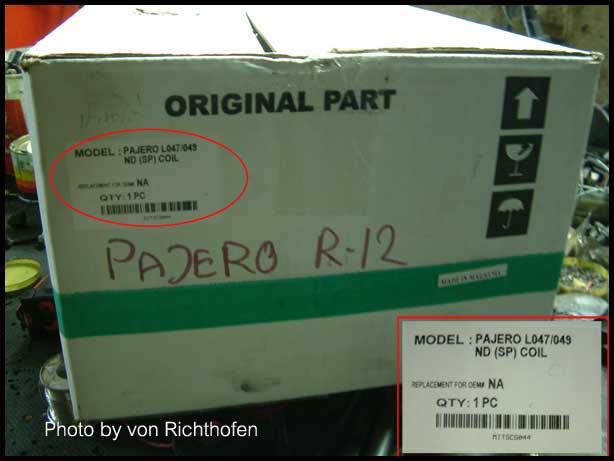 ORIGINAL PART
MODEL : PAJERO L047/049
ND (SP) COIL
REPLACEMENT FOR OEM# NA
QTY: 1 PC
MITSCS044
PAJERO R-12
MADE IN MALAYSIA
MODEL : PAJERO L047/049
ND (SP) COIL
REPLACEMENT FOR OEM# NA
QTY: 1 PC
MITSCS044
Photo by von Richthofen